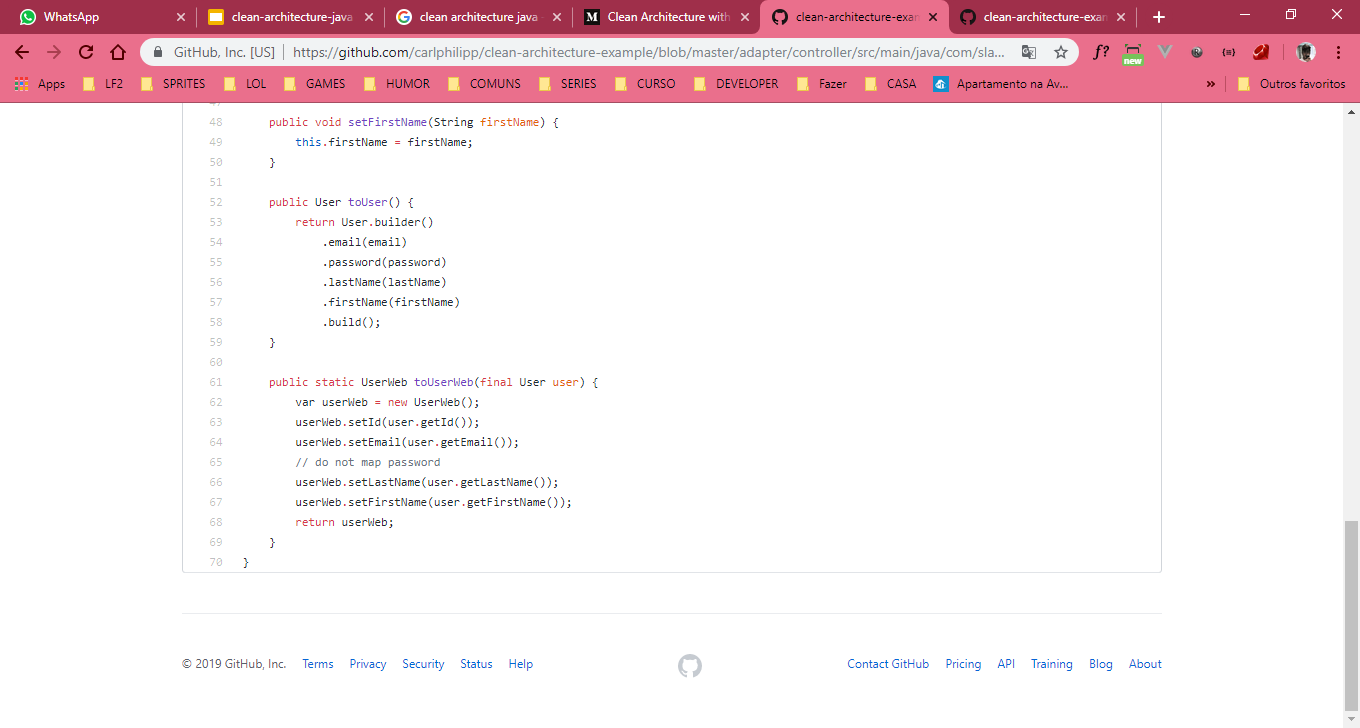 WhatsApp clean-architecture-java clean architecture java Clean Architecture with clean-architecture-exam clean-architecture-exam
GitHub, Inc. [US] https://github.com/carlphilipp/clean-architecture-example/blob/master/adapter/controller/src/main/java/com/sla... f? new
Apps LF2 SPRITES LOL GAMES HUMOR COMUNS SERIES CURSO DEVELOPER Fazer CASA Apartamento na Av... » Outros favoritos
47
48 public void setFirstName(String firstName) {
49 this.firstName = firstName;
50 }
51
52 public User toUser() {
53 return User.builder()
54 .email(email)
55 .password(password)
56 .lastName(lastName)
57 .firstName(firstName)
58 .build();
59 }
60
61 public static UserWeb toUserWeb(final User user) {
62 var userWeb = new UserWeb();
63 userWeb.setId(user.getId());
64 userWeb.setEmail(user.getEmail());
65 // do not map password
66 userWeb.setLastName(user.getLastName());
67 userWeb.setFirstName(user.getFirstName());
68 return userWeb;
69 }
70 }
© 2019 GitHub, Inc. Terms Privacy Security Status Help Contact GitHub Pricing API Training Blog About